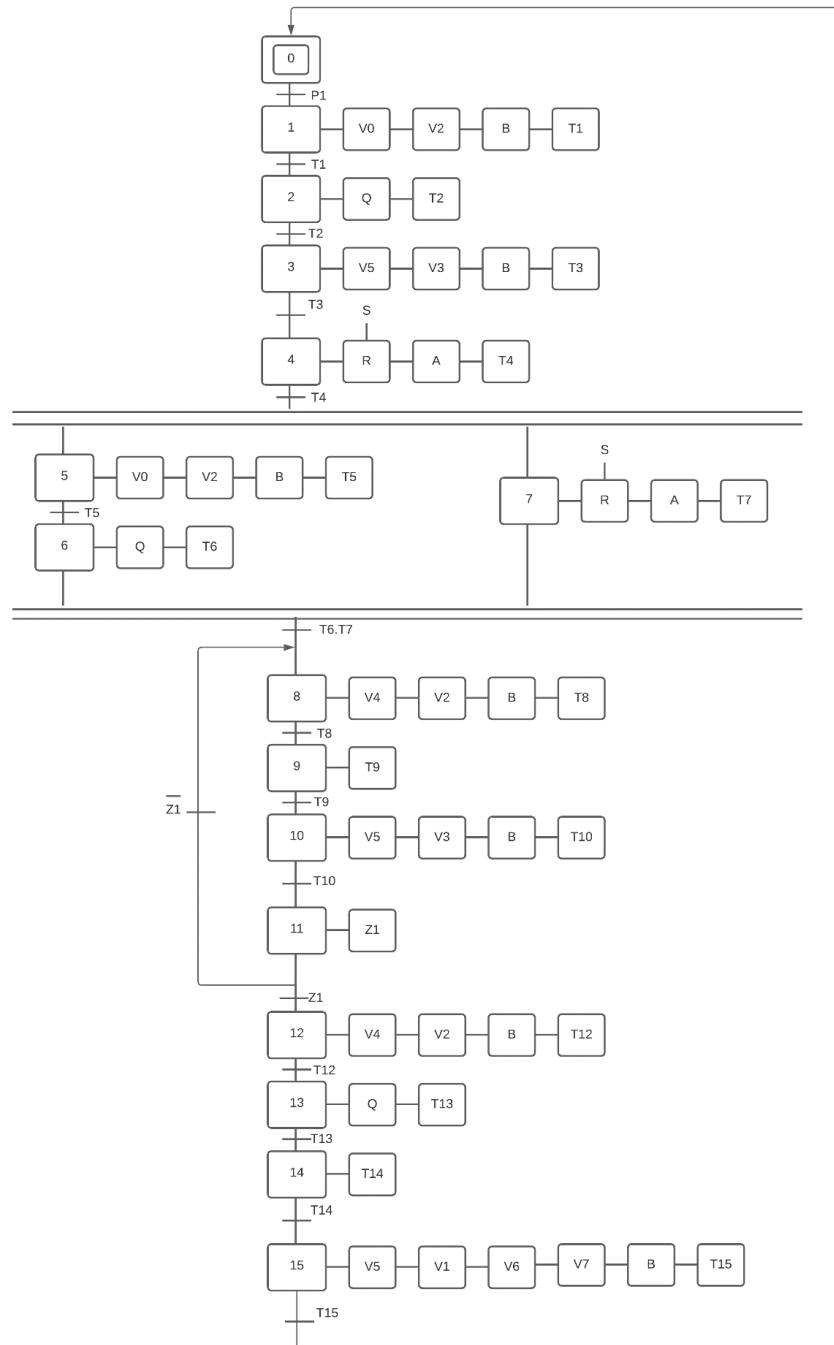 0
P1
1 V0 V2 B T1
T1
2 Q T2
T2
3 V5 V3 B T3
T3
S
4 R A T4
T4
5 V0 V2 B T5
T5
6 Q T6
S
7 R A T7
T6.T7
8 V4 V2 B T8
T8
9 T9
T9
Z1
10 V5 V3 B T10
T10
11 Z1
Z1
12 V4 V2 B T12
T12
13 Q T13
T13
14 T14
T14
15 V5 V1 V6 V7 B T15
T15